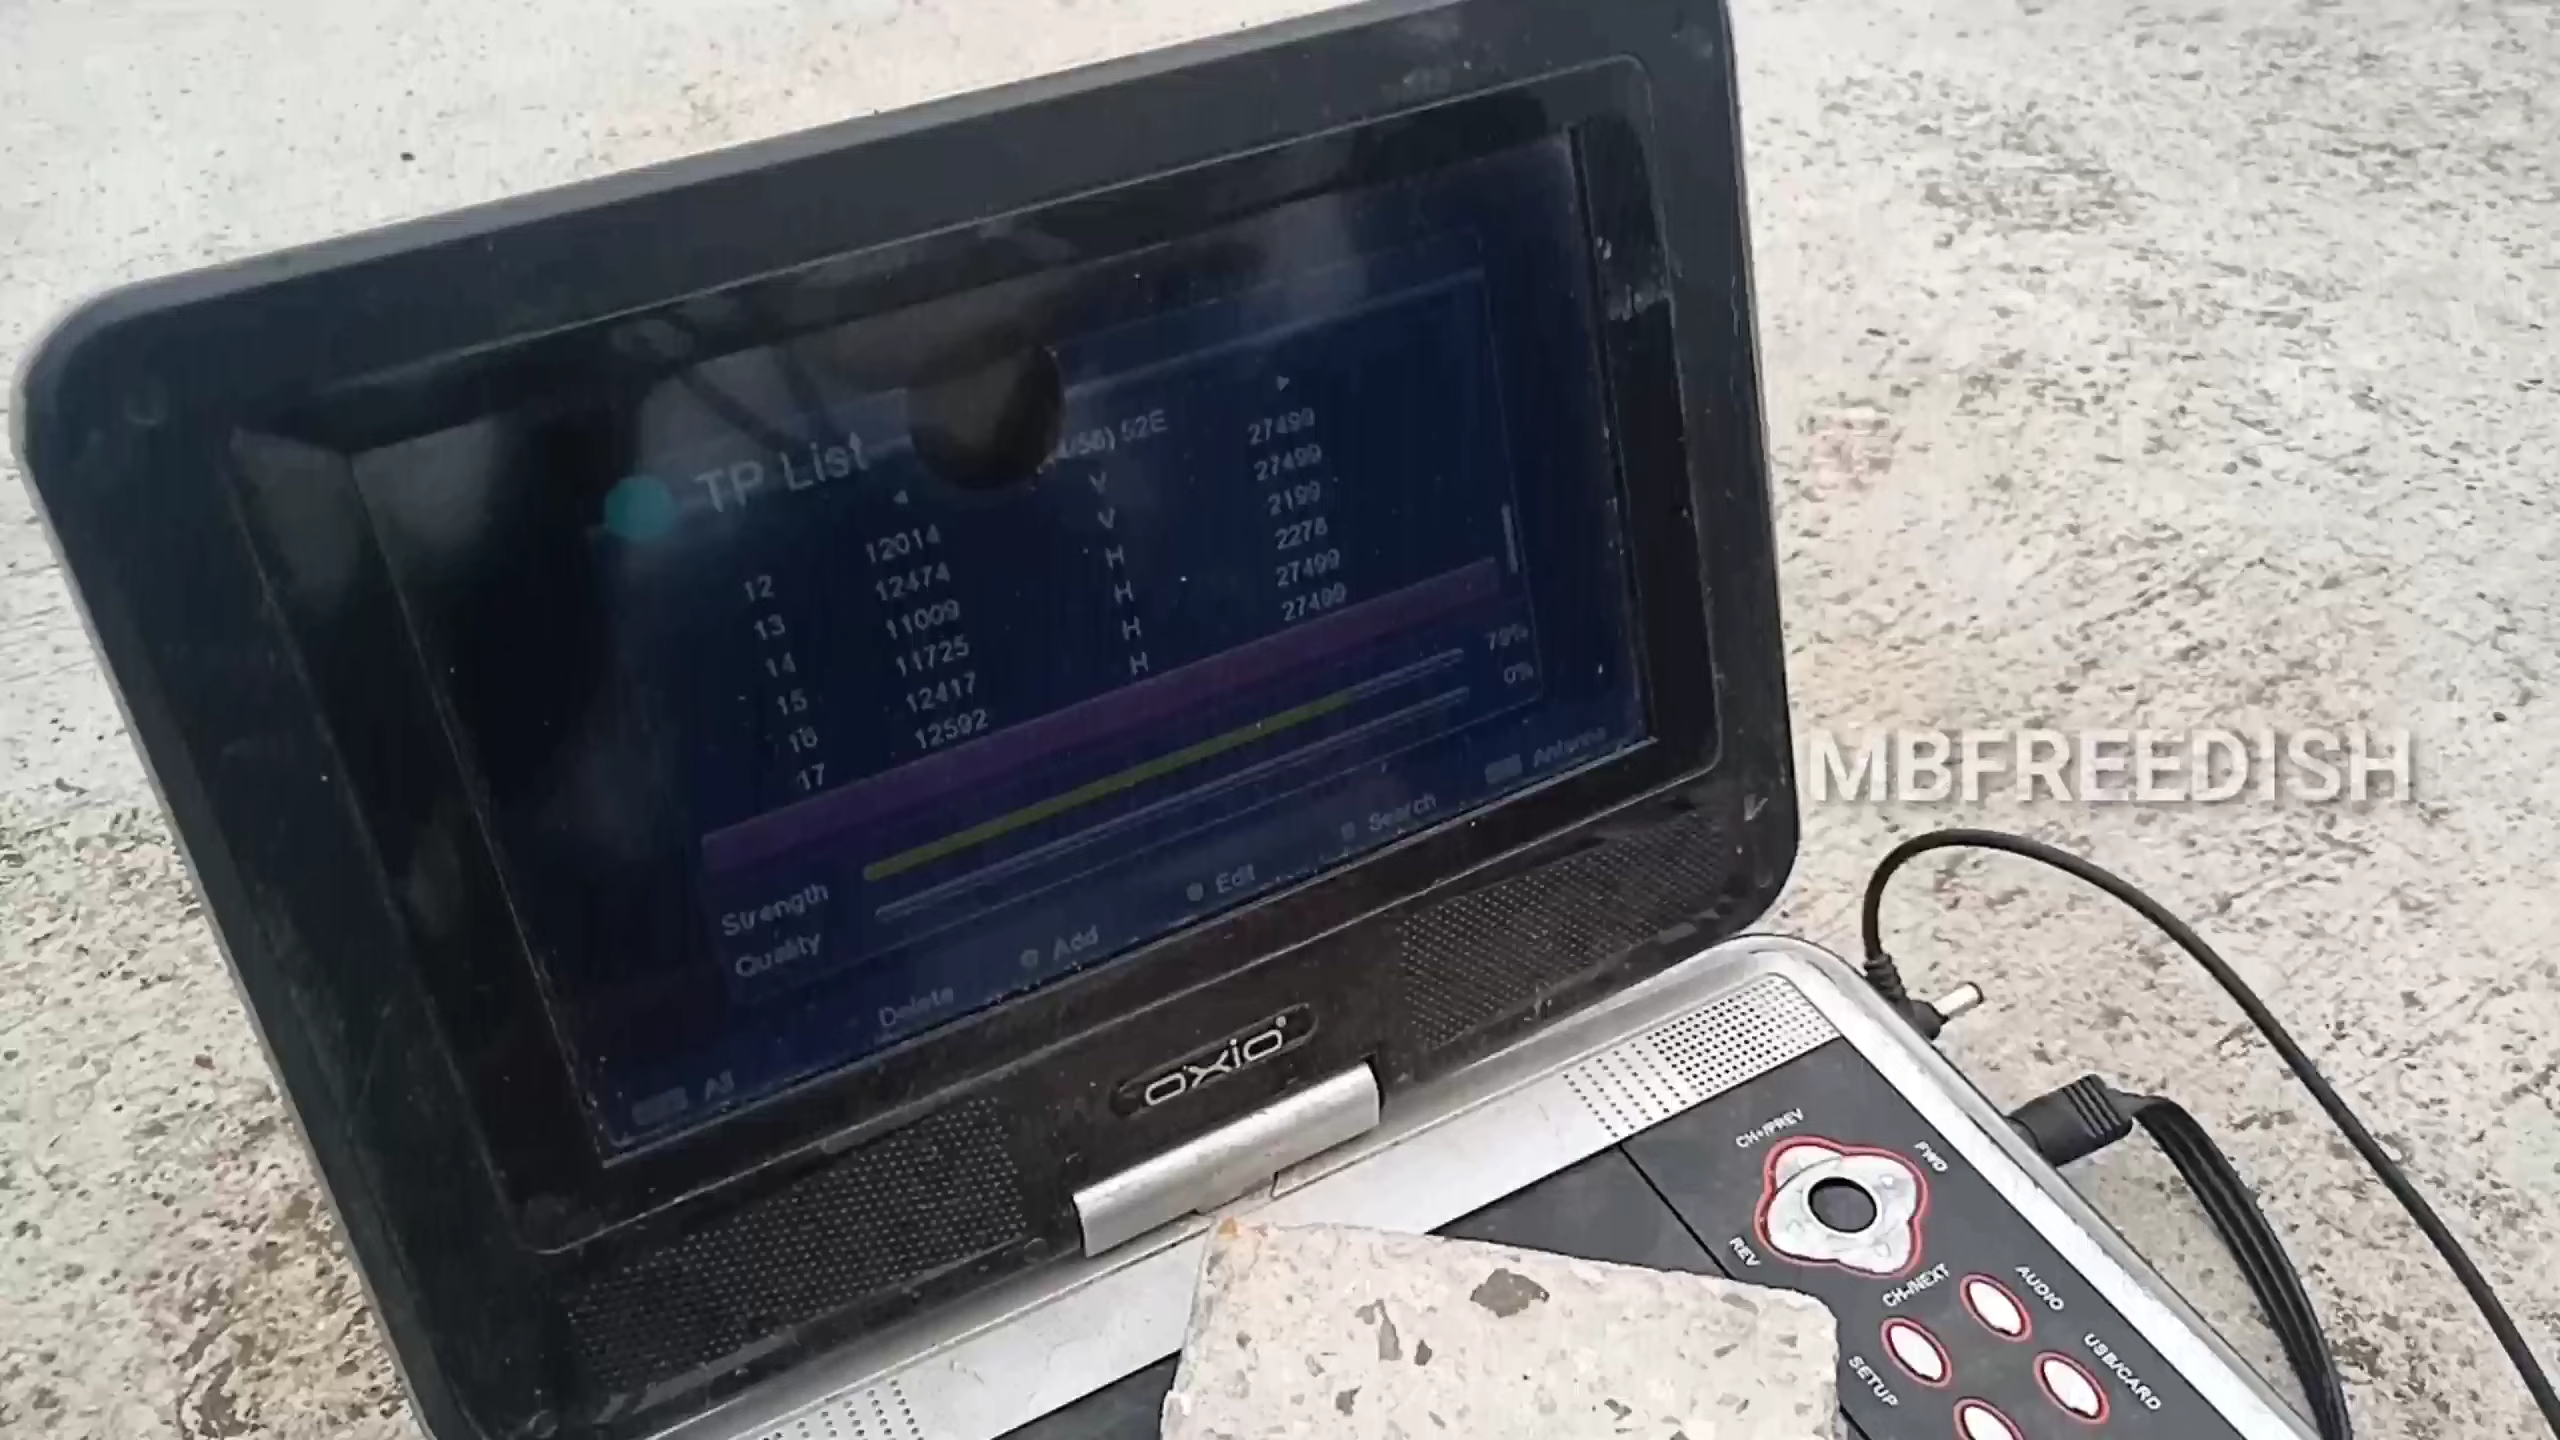 TP List
52E
12 12014 V 27499
13 12474 V 27499
14 11009 H 2199
15 11725 H 2278
16 12417 H 27499
17 12592 H 27499
Strength 79%
Quality 0%
All Delete Add Edit Search Antenna
oxio
MBFREEDISH
CH+/PREV
FWD
REV
CH-/NEXT
AUDIO
USB/CARD
SETUP